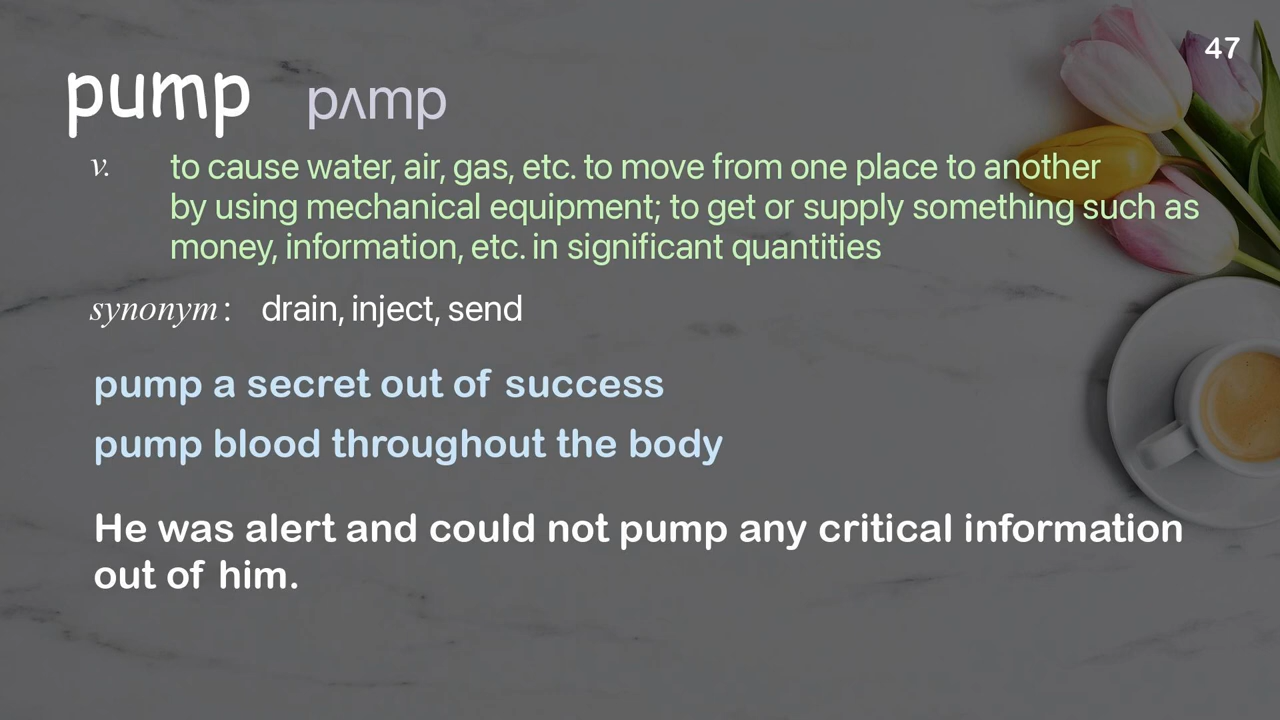 47
pump pʌmp
v. to cause water, air, gas, etc. to move from one place to another
by using mechanical equipment; to get or supply something such as
money, information, etc. in significant quantities
synonym: drain, inject, send
pump a secret out of success
pump blood throughout the body
He was alert and could not pump any critical information
out of him.